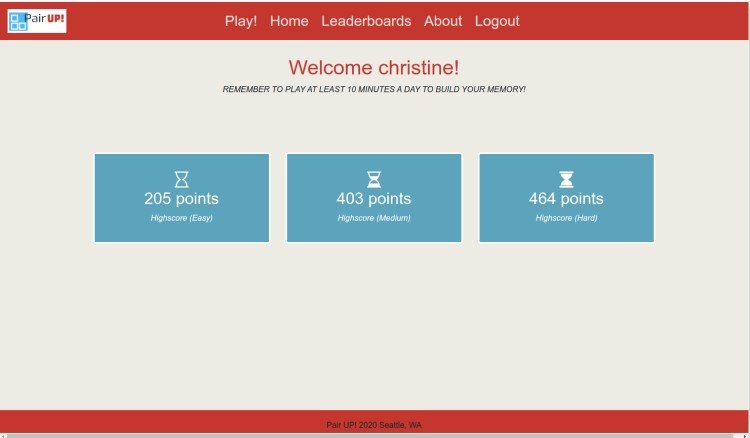 Pair UP!
Play! Home Leaderboards About Logout
Welcome christine!
REMEMBER TO PLAY AT LEAST 10 MINUTES A DAY TO BUILD YOUR MEMORY!
205 points
Highscore (Easy)
403 points
Highscore (Medium)
464 points
Highscore (Hard)
Pair UP! 2020 Seattle, WA